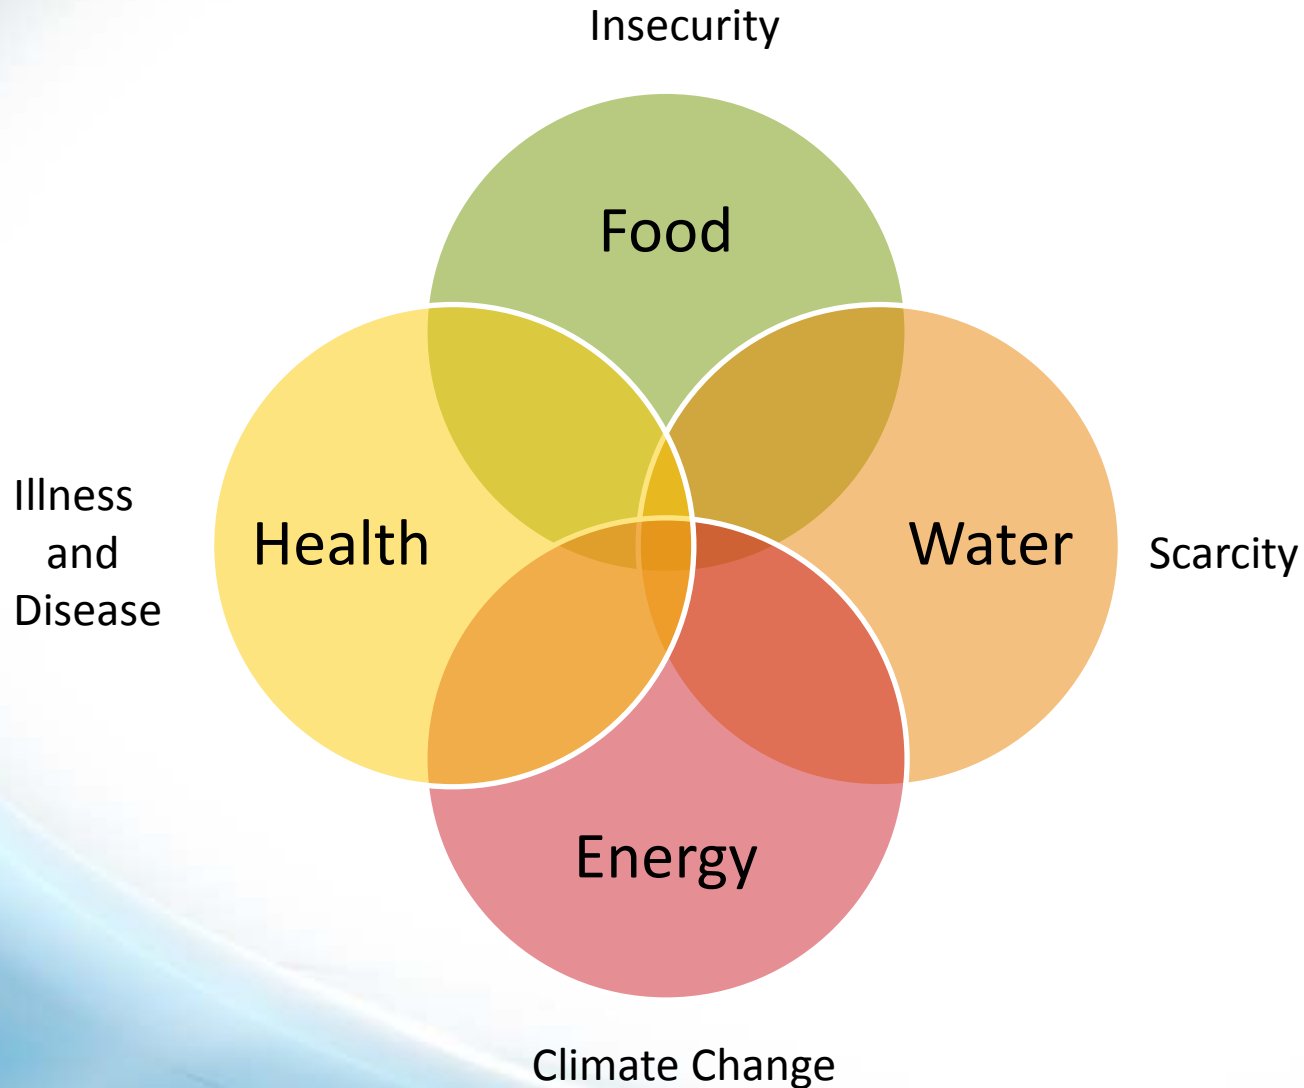 Insecurity
Food
Illness
and
Disease
Health
Water
Scarcity
Energy
Climate Change